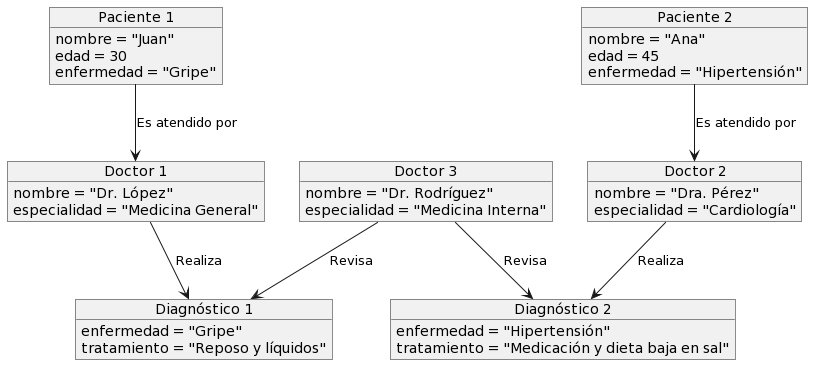 Paciente 1
nombre = "Juan"
edad = 30
enfermedad = "Gripe"
Paciente 2
nombre = "Ana"
edad = 45
enfermedad = "Hipertensión"
Es atendido por
Es atendido por
Doctor 1
nombre = "Dr. López"
especialidad = "Medicina General"
Doctor 3
nombre = "Dr. Rodríguez"
especialidad = "Medicina Interna"
Doctor 2
nombre = "Dra. Pérez"
especialidad = "Cardiología"
Realiza
Revisa
Revisa
Realiza
Diagnóstico 1
enfermedad = "Gripe"
tratamiento = "Reposo y líquidos"
Diagnóstico 2
enfermedad = "Hipertensión"
tratamiento = "Medicación y dieta baja en sal"